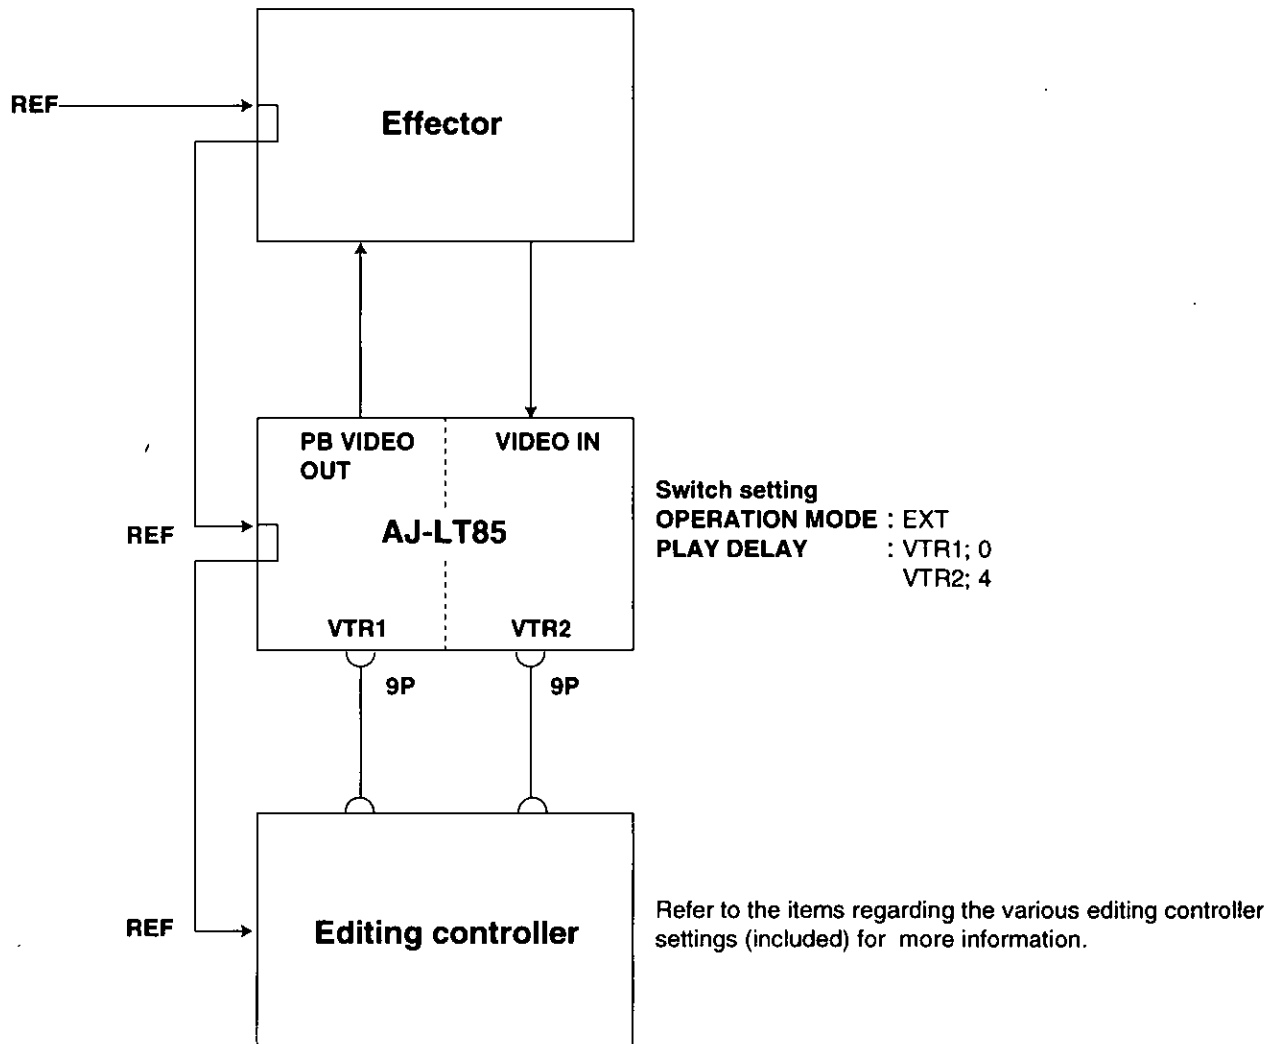 REF
Effector
PB VIDEO
OUT
VIDEO IN
REF
AJ-LT85
Switch setting
OPERATION MODE : EXT
PLAY DELAY : VTR1; 0
VTR2; 4
VTR1
VTR2
9P
9P
REF
Editing controller
Refer to the items regarding the various editing controller
settings (included) for more information.